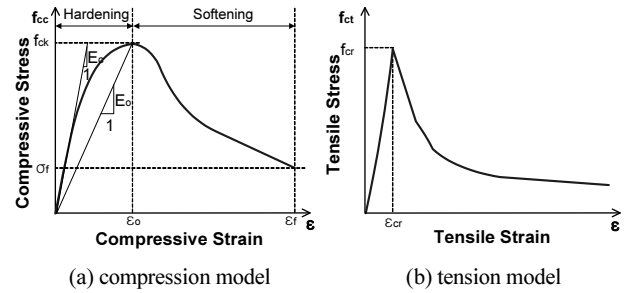 fcc Hardening Softening
fck
Ec
1
Eo
1
σf
Compressive Stress
εo εf ε
Compressive Strain
(a) compression model
fct
fcr
Tensile Stress
εcr ε
Tensile Strain
(b) tension model